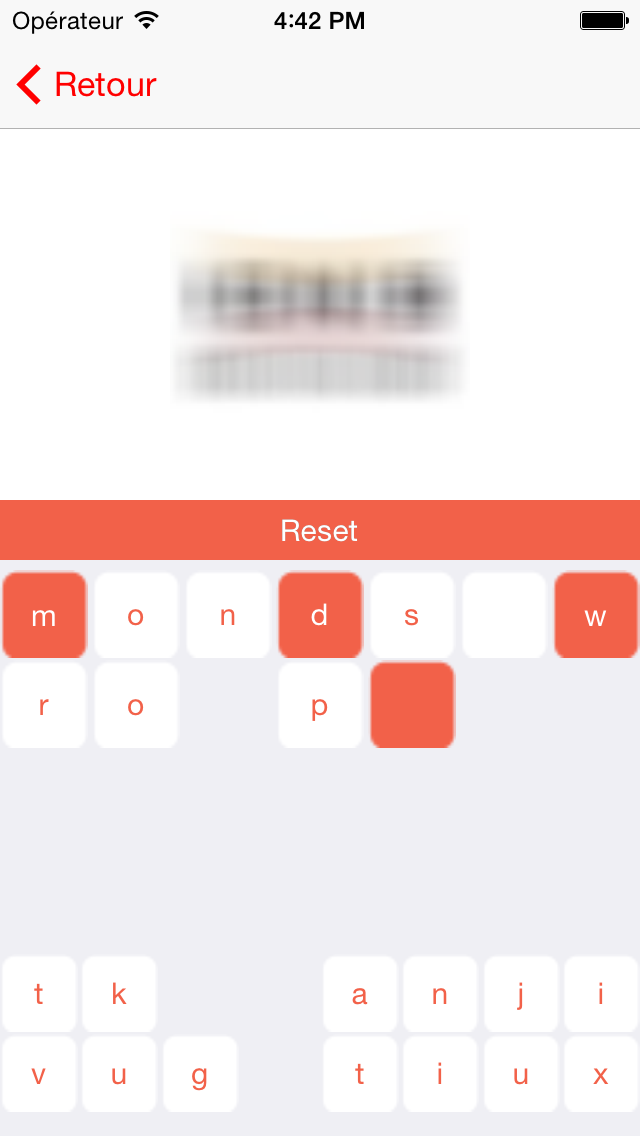 Opérateur 4:42 PM
Retour
Reset
m o n d s w
r o p
t k a n j i
v u g t i u x